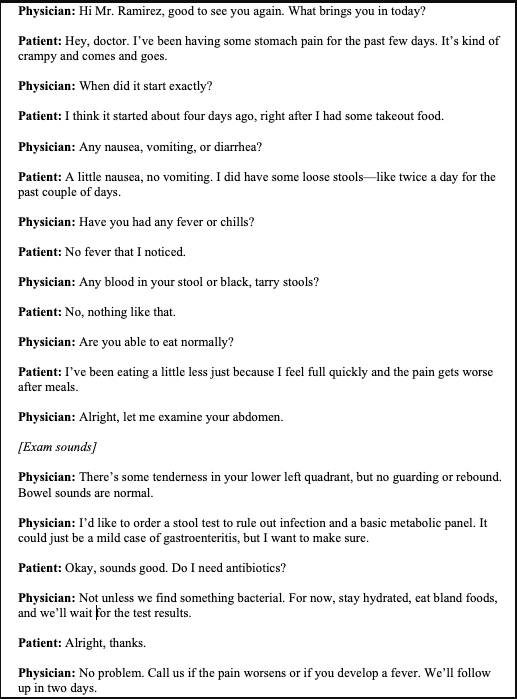 Physician: Hi Mr. Ramirez, good to see you again. What brings you in today?
Patient: Hey, doctor. I’ve been having some stomach pain for the past few days. It’s kind of
crampy and comes and goes.
Physician: When did it start exactly?
Patient: I think it started about four days ago, right after I had some takeout food.
Physician: Any nausea, vomiting, or diarrhea?
Patient: A little nausea, no vomiting. I did have some loose stools—like twice a day for the
past couple of days.
Physician: Have you had any fever or chills?
Patient: No fever that I noticed.
Physician: Any blood in your stool or black, tarry stools?
Patient: No, nothing like that.
Physician: Are you able to eat normally?
Patient: I’ve been eating a little less just because I feel full quickly and the pain gets worse
after meals.
Physician: Alright, let me examine your abdomen.
[Exam sounds]
Physician: There’s some tenderness in your lower left quadrant, but no guarding or rebound.
Bowel sounds are normal.
Physician: I’d like to order a stool test to rule out infection and a basic metabolic panel. It
could just be a mild case of gastroenteritis, but I want to make sure.
Patient: Okay, sounds good. Do I need antibiotics?
Physician: Not unless we find something bacterial. For now, stay hydrated, eat bland foods,
and we’ll wait for the test results.
Patient: Alright, thanks.
Physician: No problem. Call us if the pain worsens or if you develop a fever. We’ll follow
up in two days.